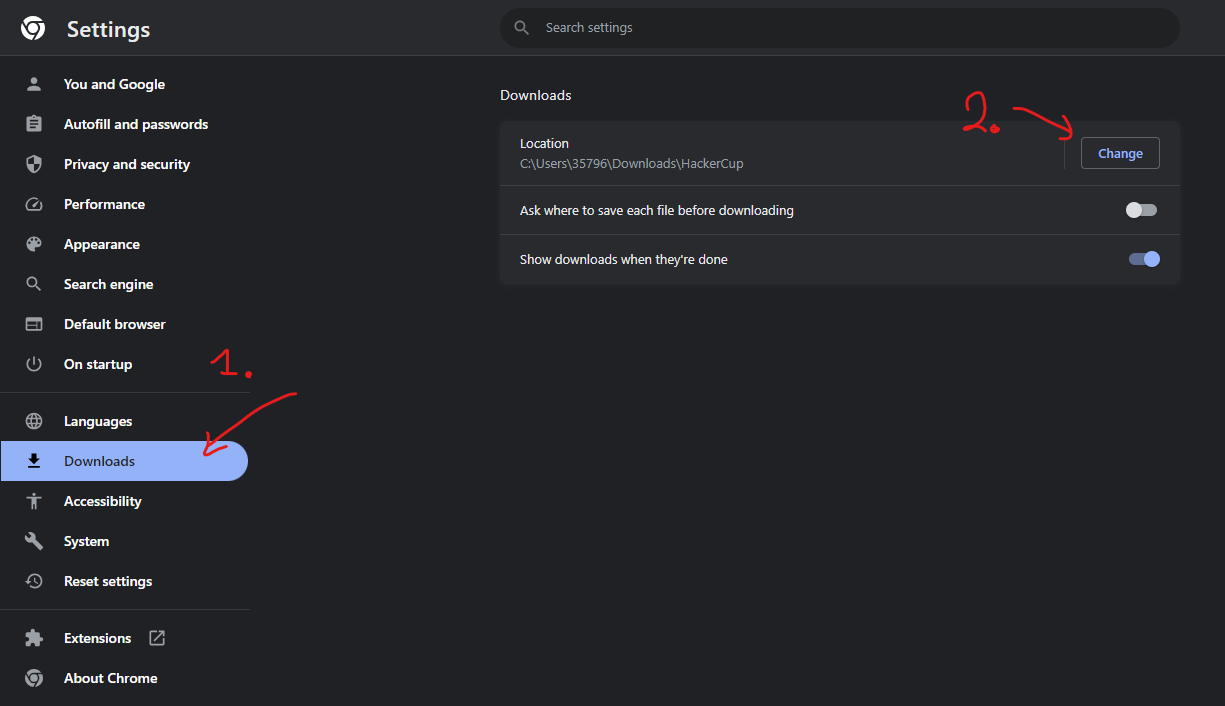 Settings
Search settings
You and Google
Autofill and passwords
Privacy and security
Performance
Appearance
Search engine
Default browser
On startup
1.
Languages
Downloads
Accessibility
System
Reset settings
Extensions
About Chrome
Downloads
2.
Location
C:\Users\35796\Downloads\HackerCup
Change
Ask where to save each file before downloading
Show downloads when they're done